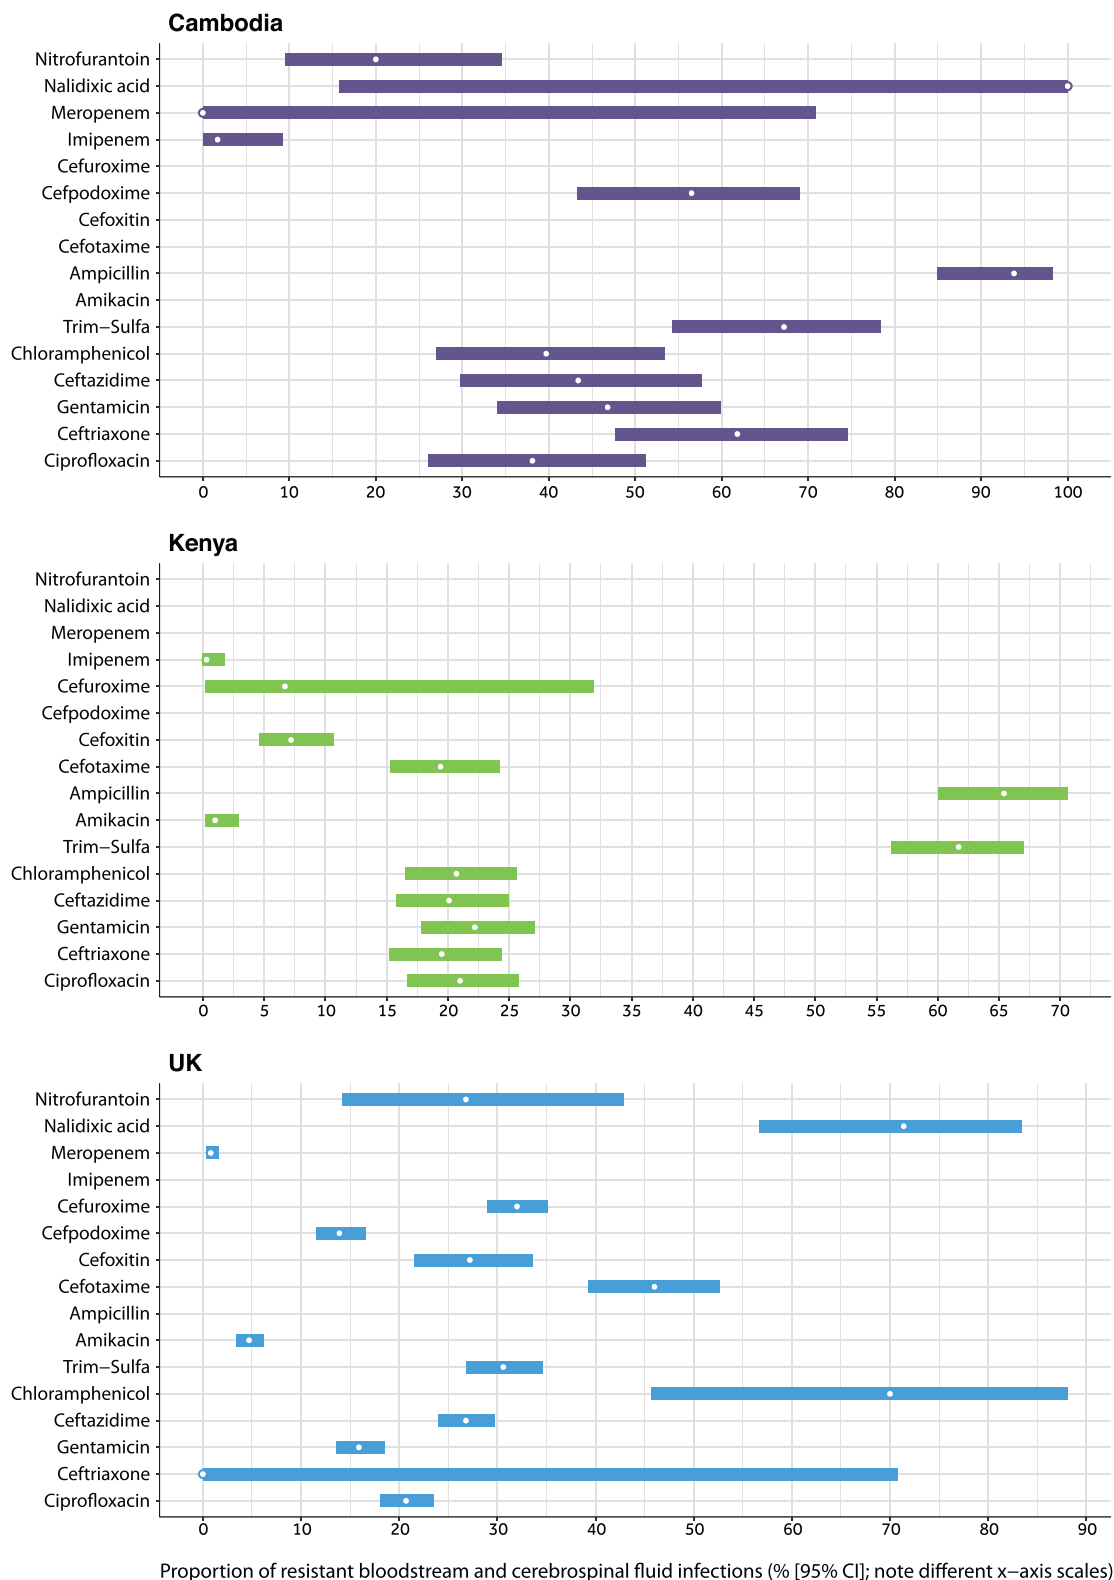 Cambodia
Nitrofurantoin
Nalidixic acid
Meropenem
Imipenem
Cefuroxime
Cefpodoxime
Cefoxitin
Cefotaxime
Ampicillin
Amikacin
Trim−Sulfa
Chloramphenicol
Ceftazidime
Gentamicin
Ceftriaxone
Ciprofloxacin
0 10 20 30 40 50 60 70 80 90 100
Kenya
Nitrofurantoin
Nalidixic acid
Meropenem
Imipenem
Cefuroxime
Cefpodoxime
Cefoxitin
Cefotaxime
Ampicillin
Amikacin
Trim−Sulfa
Chloramphenicol
Ceftazidime
Gentamicin
Ceftriaxone
Ciprofloxacin
0 5 10 15 20 25 30 35 40 45 50 55 60 65 70
UK
Nitrofurantoin
Nalidixic acid
Meropenem
Imipenem
Cefuroxime
Cefpodoxime
Cefoxitin
Cefotaxime
Ampicillin
Amikacin
Trim−Sulfa
Chloramphenicol
Ceftazidime
Gentamicin
Ceftriaxone
Ciprofloxacin
0 10 20 30 40 50 60 70 80 90
Proportion of resistant bloodstream and cerebrospinal fluid infections (% [95% CI]; note different x−axis scales)